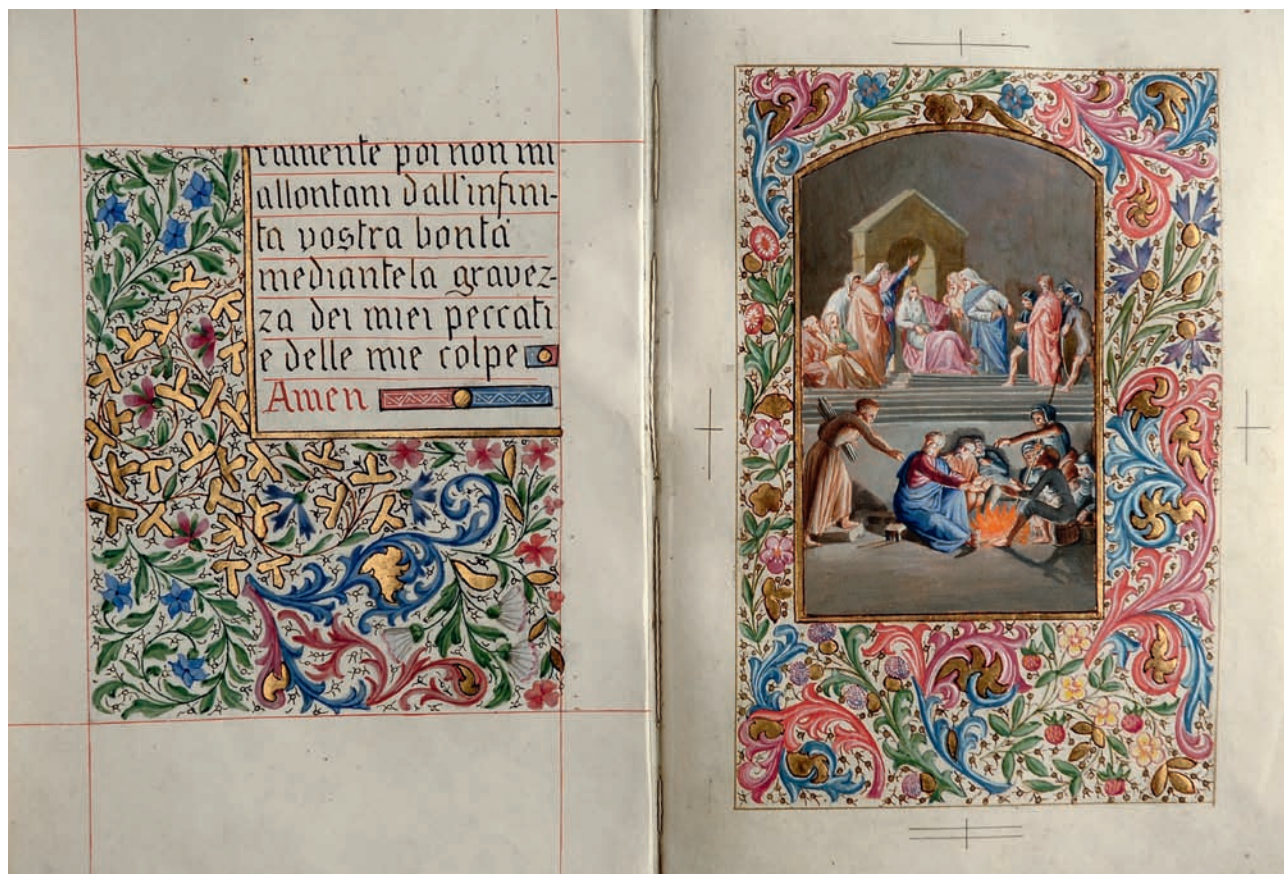 ramente poi non mi
allontani dall'infini-
ta vostra bontà
mediante la gravez-
za dei miei peccati
e delle mie colpe
Amen